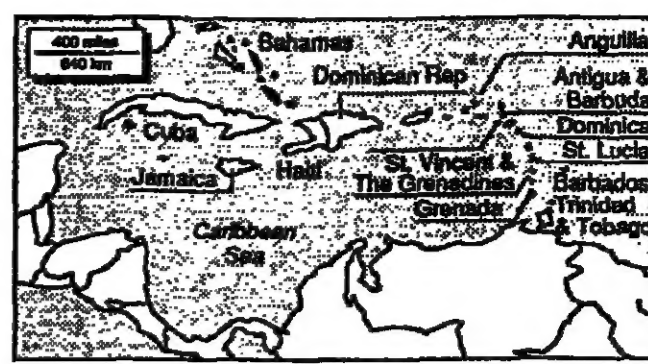 400 miles
640 km
Bahamas
Anguilla
Dominican Rep
Antigua &
Barbuda
Cuba
Dominica
St. Lucia
Haiti
St. Vincent &
The Grenadines
Jamaica
Barbados
Grenada
Trinidad
& Tobago
Caribbean
Sea